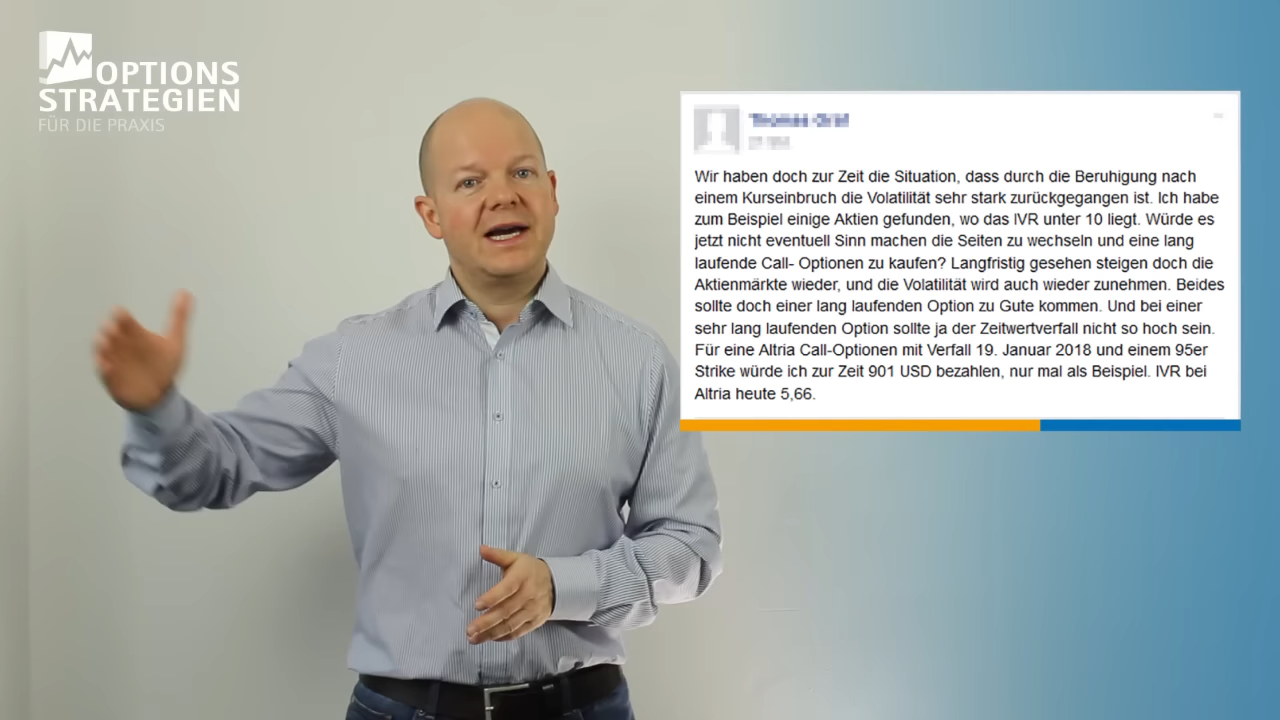 OPTIONS
STRATEGIEN
FÜR DIE PRAXIS
Wir haben doch zur Zeit die Situation, dass durch die Beruhigung nach
einem Kurseinbruch die Volatilität sehr stark zurückgegangen ist. Ich habe
zum Beispiel einige Aktien gefunden, wo das IVR unter 10 liegt. Würde es
jetzt nicht eventuell Sinn machen die Seiten zu wechseln und eine lang
laufende Call- Optionen zu kaufen? Langfristig gesehen steigen doch die
Aktienmärkte wieder, und die Volatilität wird auch wieder zunehmen. Beides
sollte doch einer lang laufenden Option zu Gute kommen. Und bei einer
sehr lang laufenden Option sollte ja der Zeitwertverfall nicht so hoch sein.
Für eine Altria Call-Optionen mit Verfall 19. Januar 2018 und einem 95er
Strike würde ich zur Zeit 901 USD bezahlen, nur mal als Beispiel. IVR bei
Altria heute 5,66.